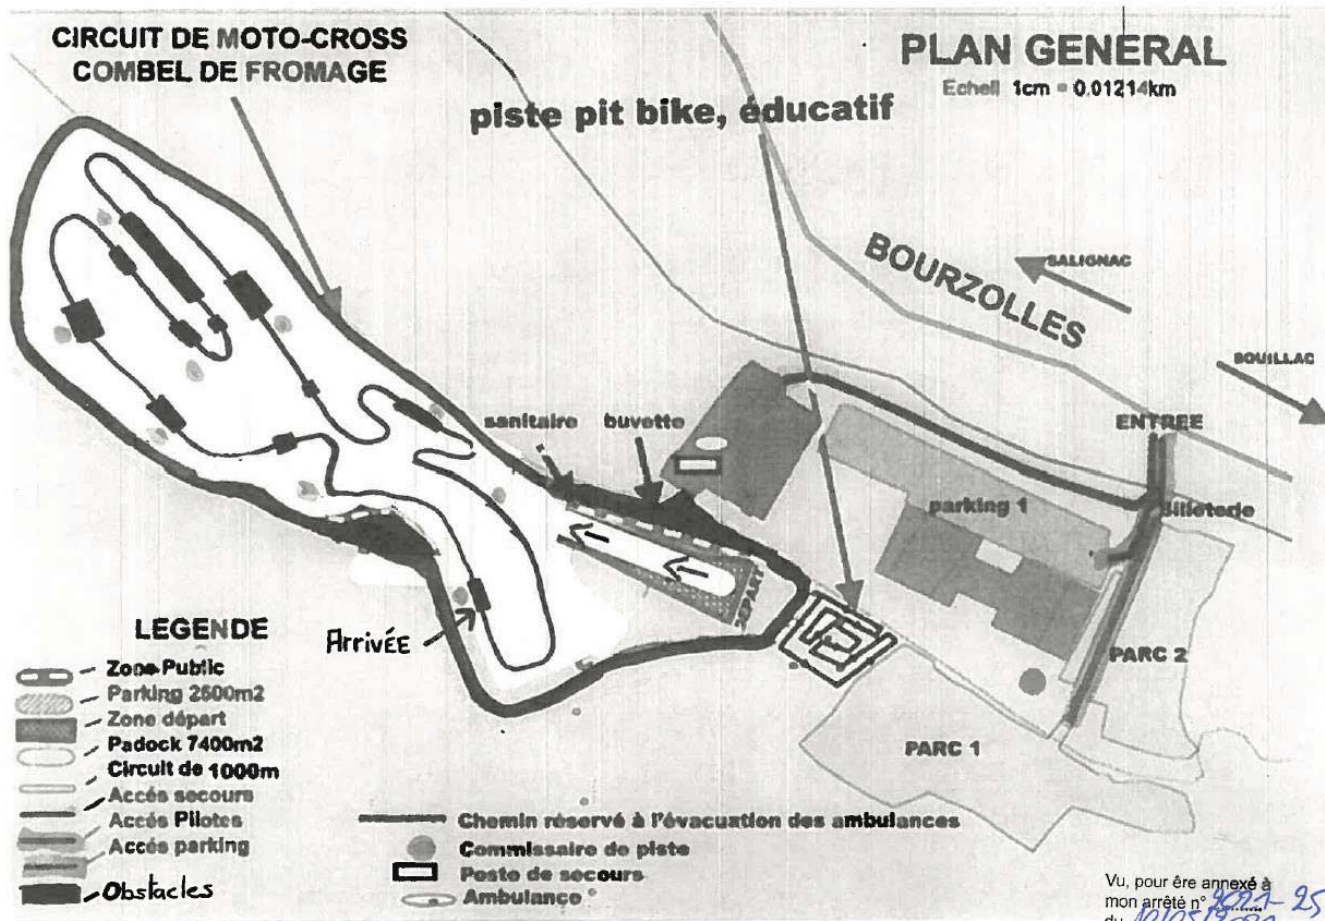 CIRCUIT DE MOTO-CROSS
COMBEL DE FROMAGE
PLAN GENERAL
Echell 1cm = 0.01214km
piste pit bike, éducatif
BOURZOLLES
SALIGNAC
SOUILLAC
sanitaire
buvette
ENTREE
Billeterie
parking 1
DEPART
Arrivée
PARC 2
PARC 1
LEGENDE
Zone Public
Parking 2500m2
Zone départ
Padock 7400m2
Circuit de 1000m
Accés secours
Accés Pilotes
Accés parking
Obstacles
Chemin réservé à l'évacuation des ambulances
Commissaire de piste
Poste de secours
Ambulance
Vu, pour êre annexé à
mon arrêté n°
du